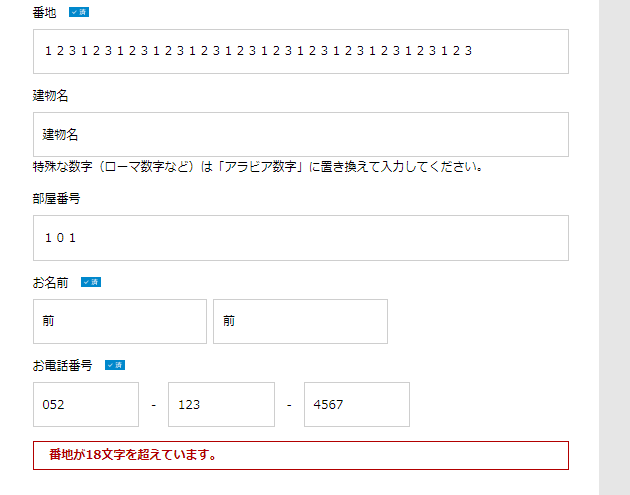 番地 ✓ 済
１２３１２３１２３１２３１２３１２３１２３１２３１２３１２３１２３１２３
建物名
建物名
特殊な数字（ローマ数字など）は「アラビア数字」に置き換えて入力してください。
部屋番号
１０１
お名前 ✓ 済
前 前
お電話番号 ✓ 済
052 - 123 - 4567
番地が18文字を超えています。